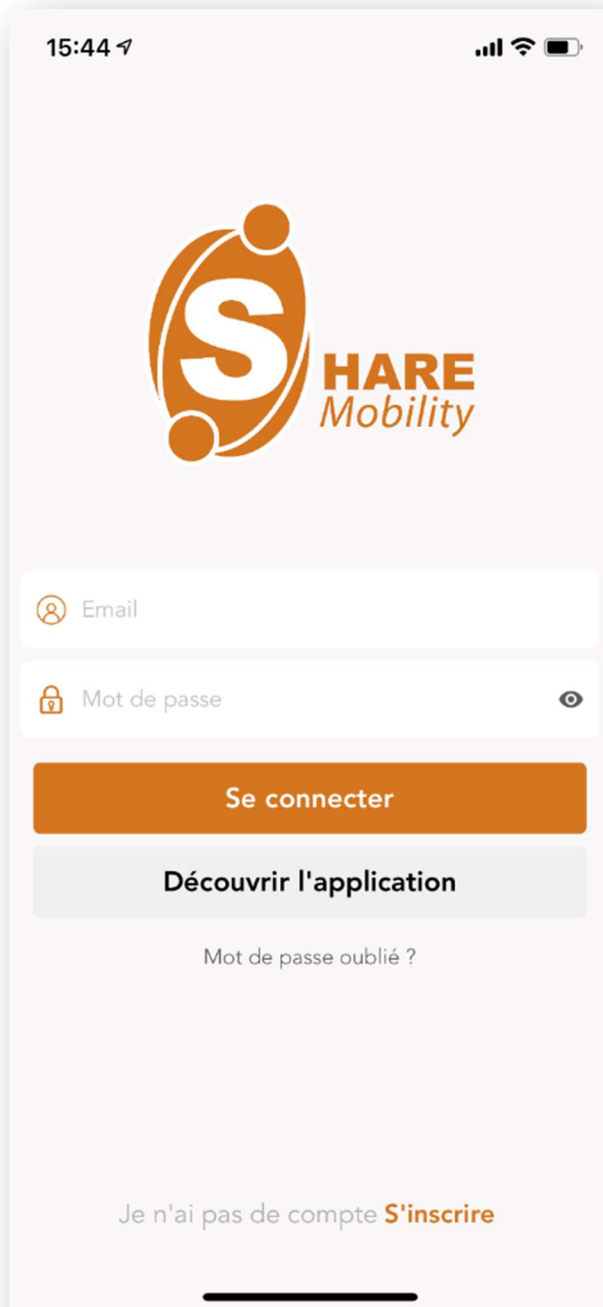 15:44
SHARE
Mobility
Email
Mot de passe
Se connecter
Découvrir l'application
Mot de passe oublié ?
Je n'ai pas de compte S'inscrire